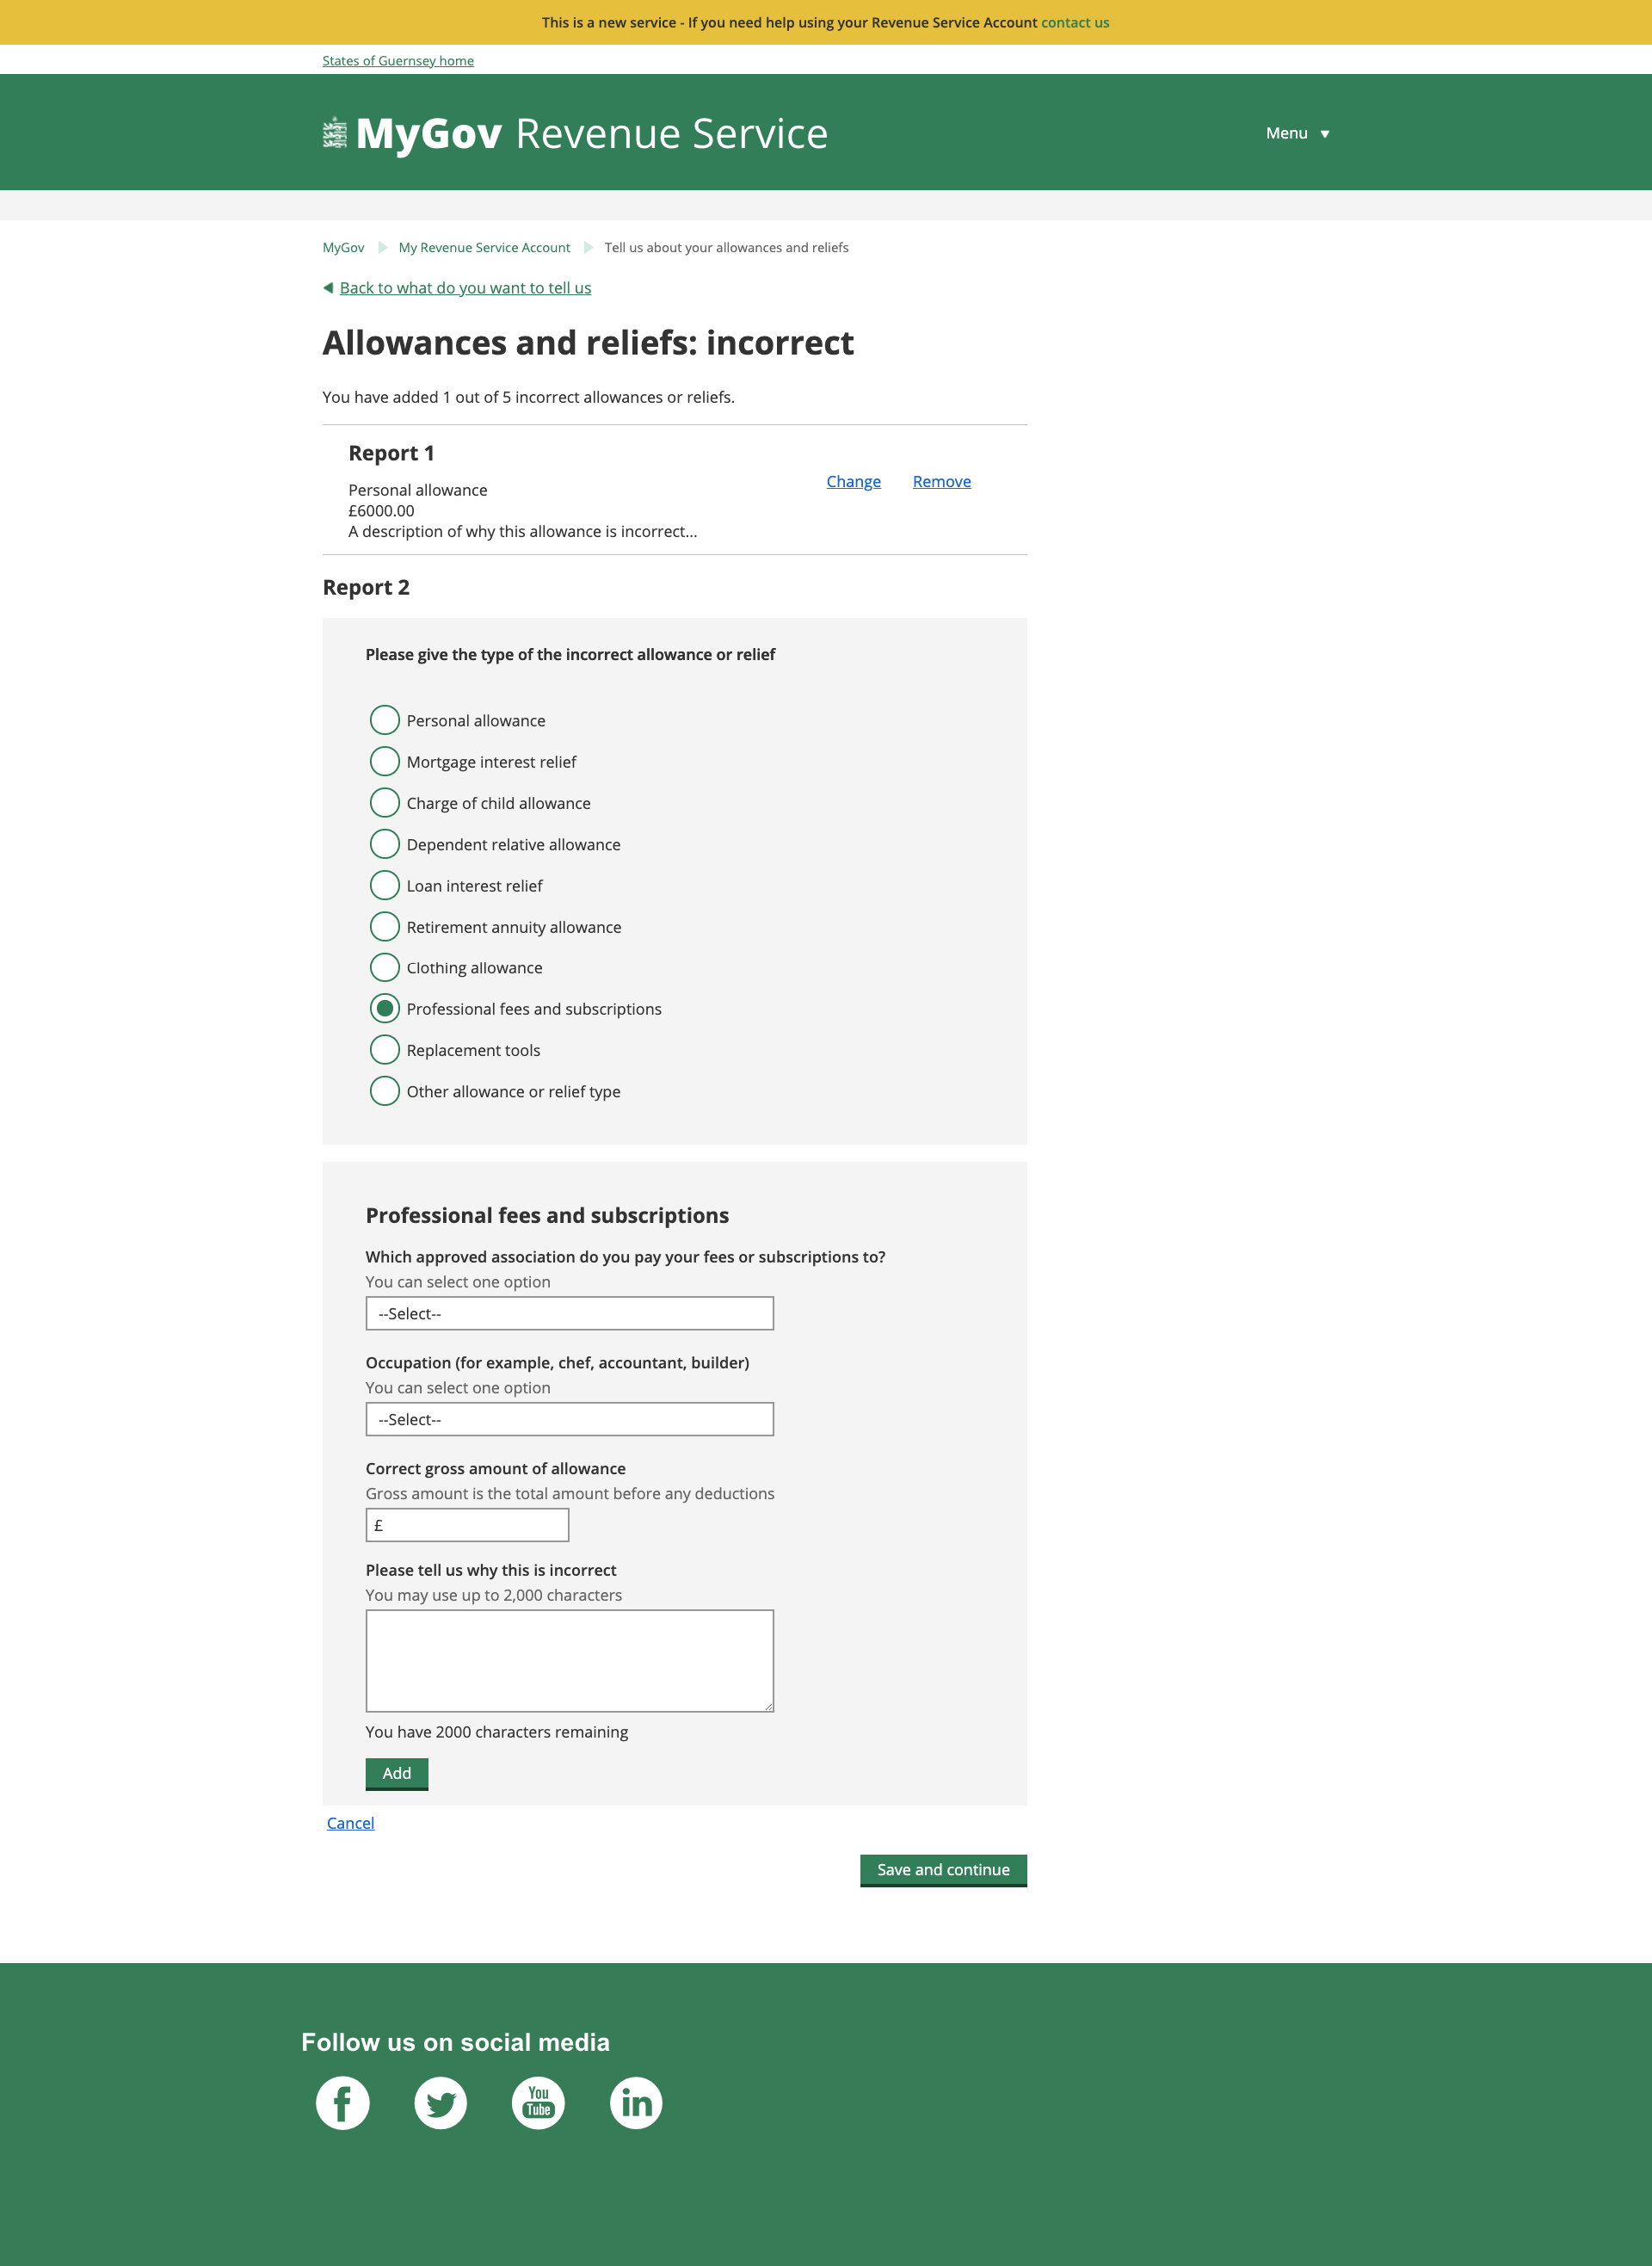 This is a new service - If you need help using your Revenue Service Account contact us
States of Guernsey home
MyGov Revenue Service
Menu
MyGov
My Revenue Service Account
Tell us about your allowances and reliefs
Back to what do you want to tell us
Allowances and reliefs: incorrect
You have added 1 out of 5 incorrect allowances or reliefs.
Report 1
Change
Remove
Personal allowance
£6000.00
A description of why this allowance is incorrect...
Report 2
Please give the type of the incorrect allowance or relief
Personal allowance
Mortgage interest relief
Charge of child allowance
Dependent relative allowance
Loan interest relief
Retirement annuity allowance
Clothing allowance
Professional fees and subscriptions
Replacement tools
Other allowance or relief type
Professional fees and subscriptions
Which approved association do you pay your fees or subscriptions to?
You can select one option
--Select--
Occupation (for example, chef, accountant, builder)
You can select one option
--Select--
Correct gross amount of allowance
Gross amount is the total amount before any deductions
£
Please tell us why this is incorrect
You may use up to 2,000 characters
You have 2000 characters remaining
Add
Cancel
Save and continue
Follow us on social media
f
You
Tube
in